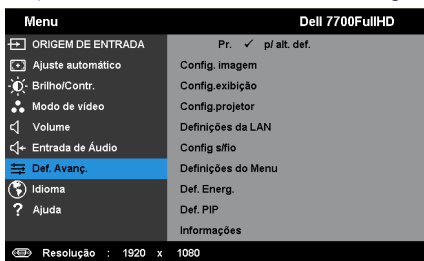 Menu Dell 7700FullHD
ORIGEM DE ENTRADA Pr. ✓ p/ alt. def.
Ajuste automático Config. imagem
Brilho/Contr. Config.exibição
Modo de vídeo Config.projetor
Volume Definições da LAN
Entrada de Áudio Config s/fio
Def. Avanç. Definições do Menu
Idioma Def. Energ.
? Ajuda Def. PIP
Informações
Resolução : 1920 x 1080